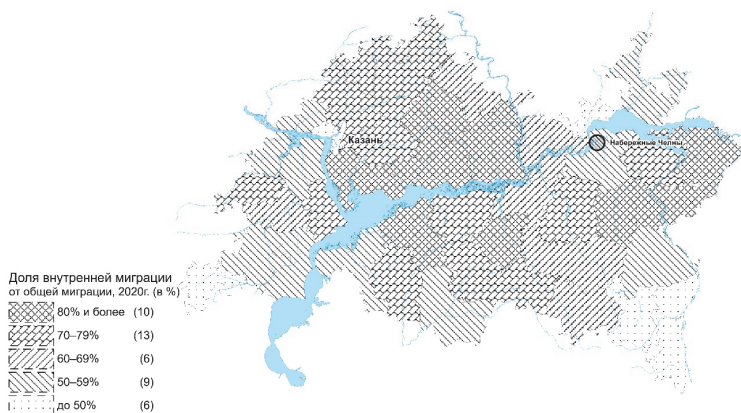 Казань
Набережные Челны
Доля внутренней миграции
от общей миграции, 2020г. (в %)
80% и более (10)
70–79% (13)
60–69% (6)
50–59% (9)
до 50% (6)